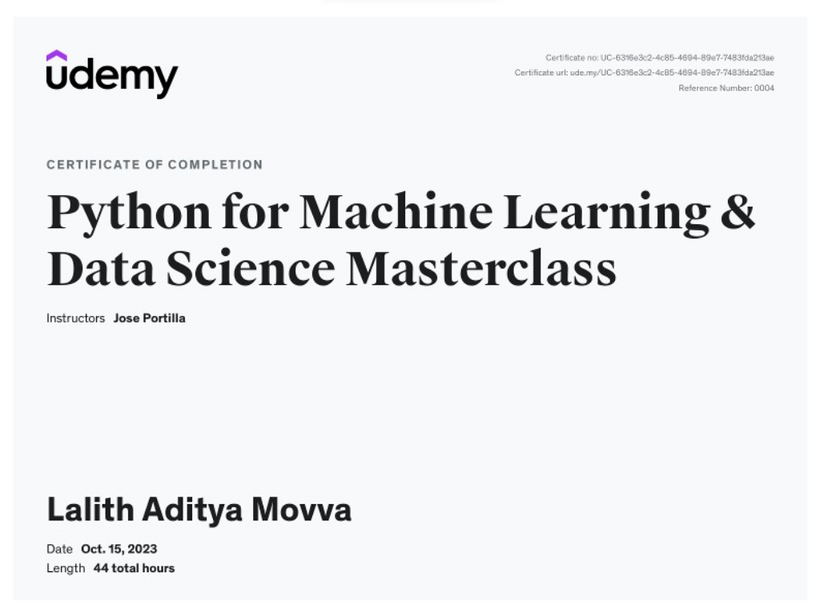 udemy
Certificate no: UC-6316e3c2-4c85-4694-89e7-7483fda213ae
Certificate url: ude.my/UC-6316e3c2-4c85-4694-89e7-7483fda213ae
Reference Number: 0004
CERTIFICATE OF COMPLETION
Python for Machine Learning &
Data Science Masterclass
Instructors Jose Portilla
Lalith Aditya Movva
Date Oct. 15, 2023
Length 44 total hours